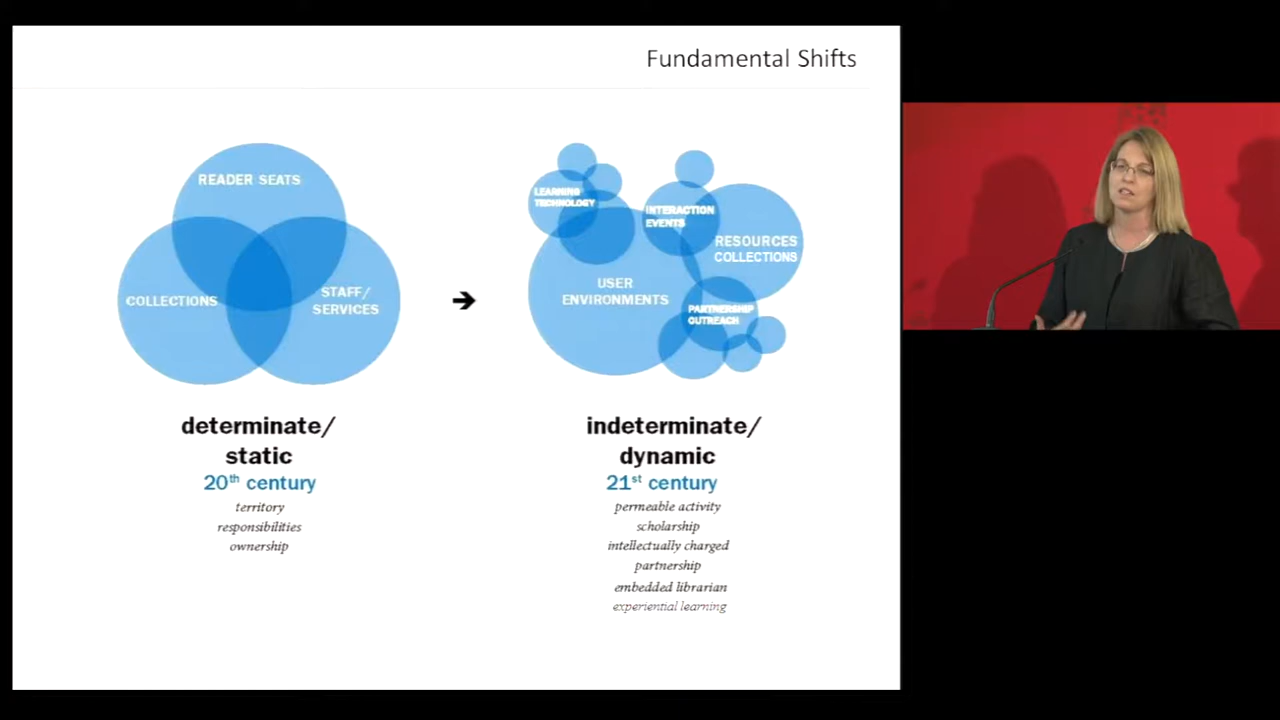 Fundamental Shifts
READER SEATS
COLLECTIONS
STAFF/
SERVICES
➔
LEARNING
TECHNOLOGY
INTERACTION
EVENTS
RESOURCES
COLLECTIONS
USER
ENVIRONMENTS
PARTNERSHIP
OUTREACH
determinate/
static
20th century
territory
responsibilities
ownership
indeterminate/
dynamic
21st century
permeable activity
scholarship
intellectually charged
partnership
embedded librarian
experiential learning